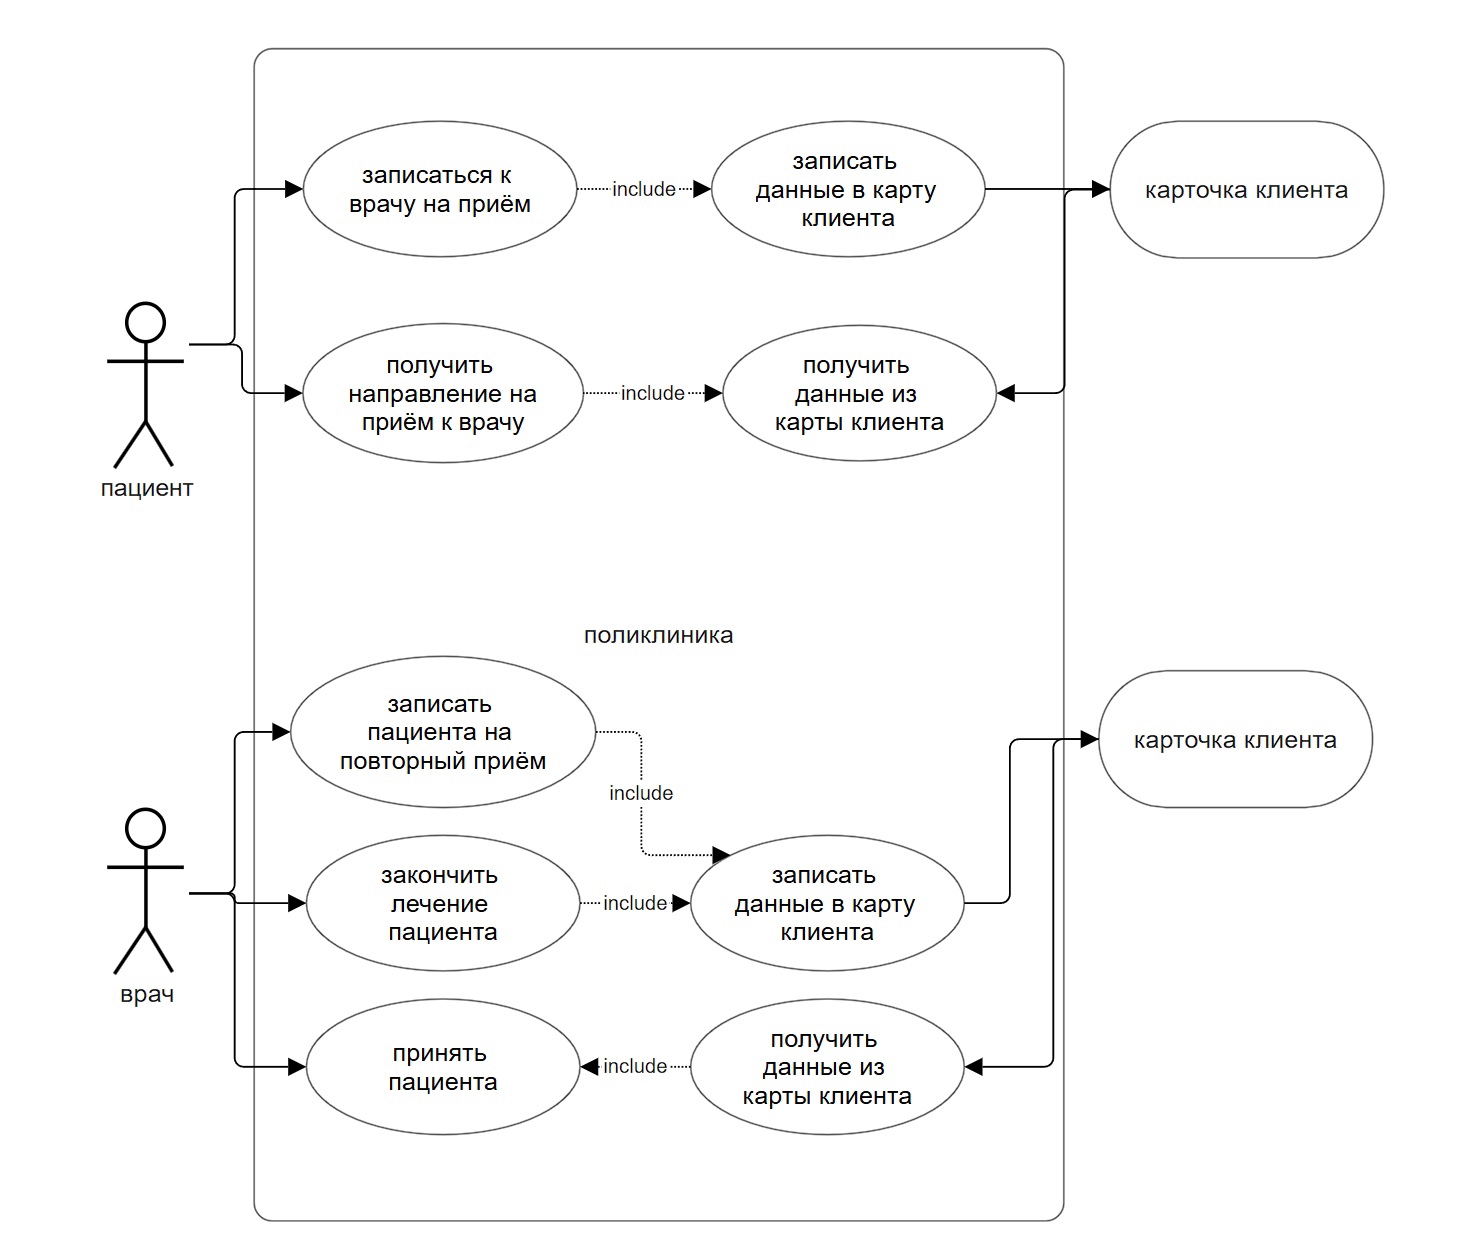 записаться к
врачу на приём
include
записать
данные в карту
клиента
карточка клиента
получить
направление на
приём к врачу
include
получить
данные из
карты клиента
пациент
поликлиника
записать
пациента на
повторный приём
include
карточка клиента
закончить
лечение
пациента
include
записать
данные в карту
клиента
врач
принять
пациента
include
получить
данные из
карты клиента